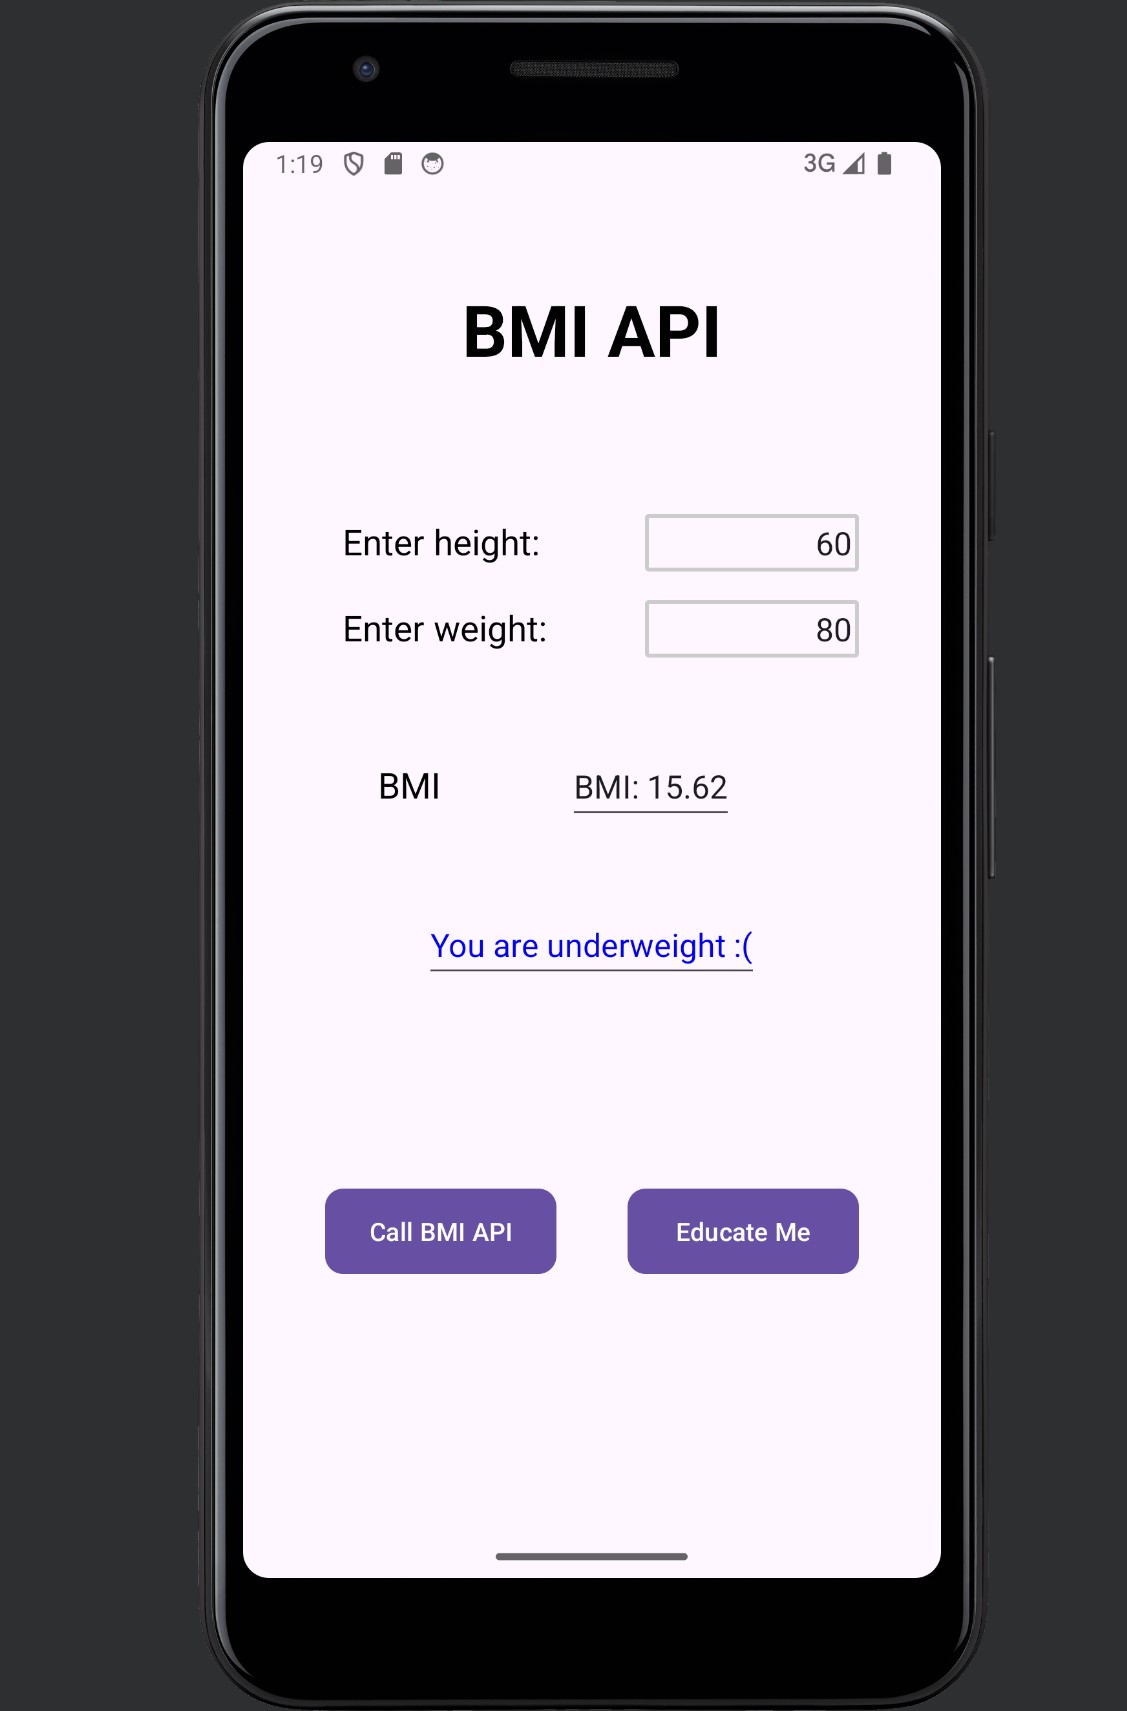 1:19 3G
BMI API
Enter height: 60
Enter weight: 80
BMI BMI: 15.62
You are underweight :(
Call BMI API Educate Me